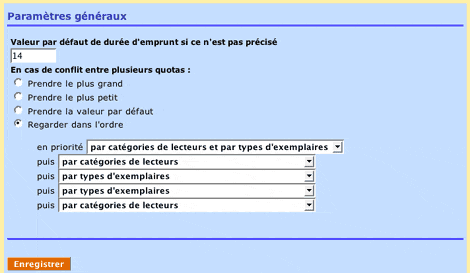 Paramètres généraux
Valeur par défaut de durée d'emprunt si ce n'est pas précisé
14
En cas de conflit entre plusieurs quotas :
Prendre le plus grand
Prendre le plus petit
Prendre la valeur par défaut
Regarder dans l'ordre
en priorité par catégories de lecteurs et par types d'exemplaires
puis par catégories de lecteurs
puis par types d'exemplaires
puis par types d'exemplaires
puis par catégories de lecteurs
Enregistrer